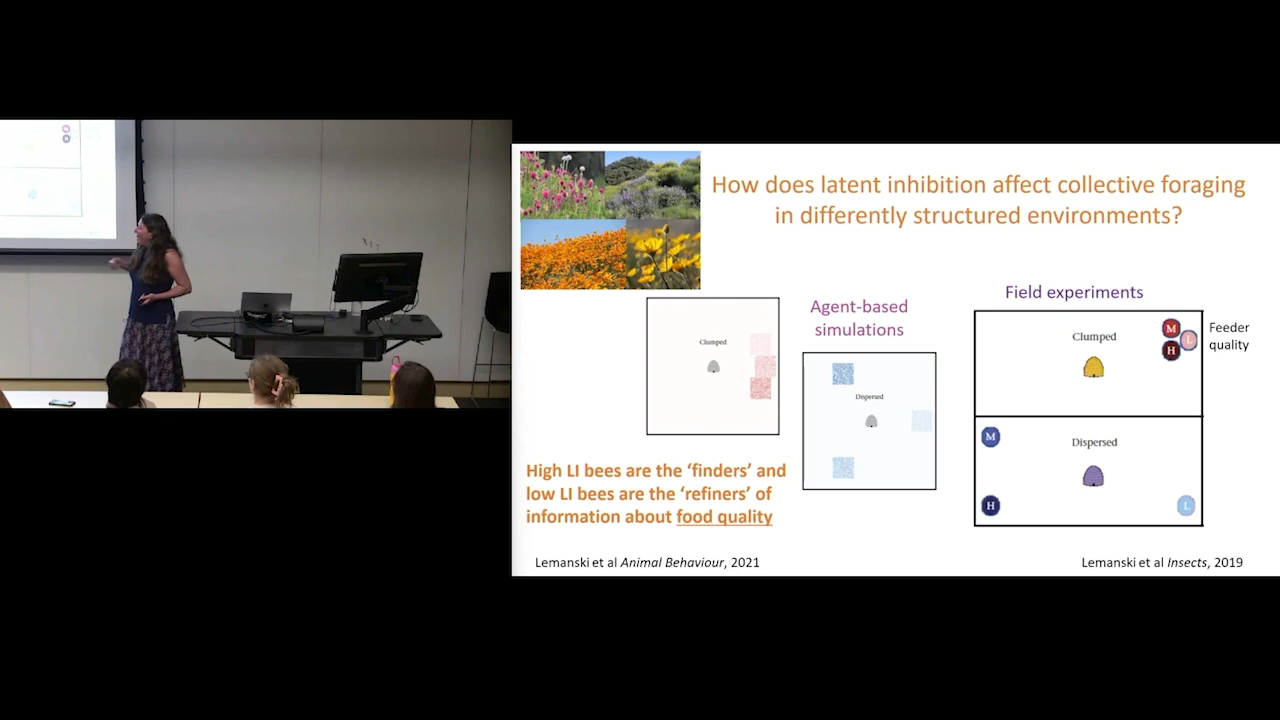 How does latent inhibition affect collective foraging
in differently structured environments?
Agent-based
simulations
Field experiments
Clumped
Dispersed
Clumped
M
L
H
Feeder
quality
M
Dispersed
H
L
High LI bees are the ‘finders’ and
low LI bees are the ‘refiners’ of
information about food quality
Lemanski et al Animal Behaviour, 2021
Lemanski et al Insects, 2019